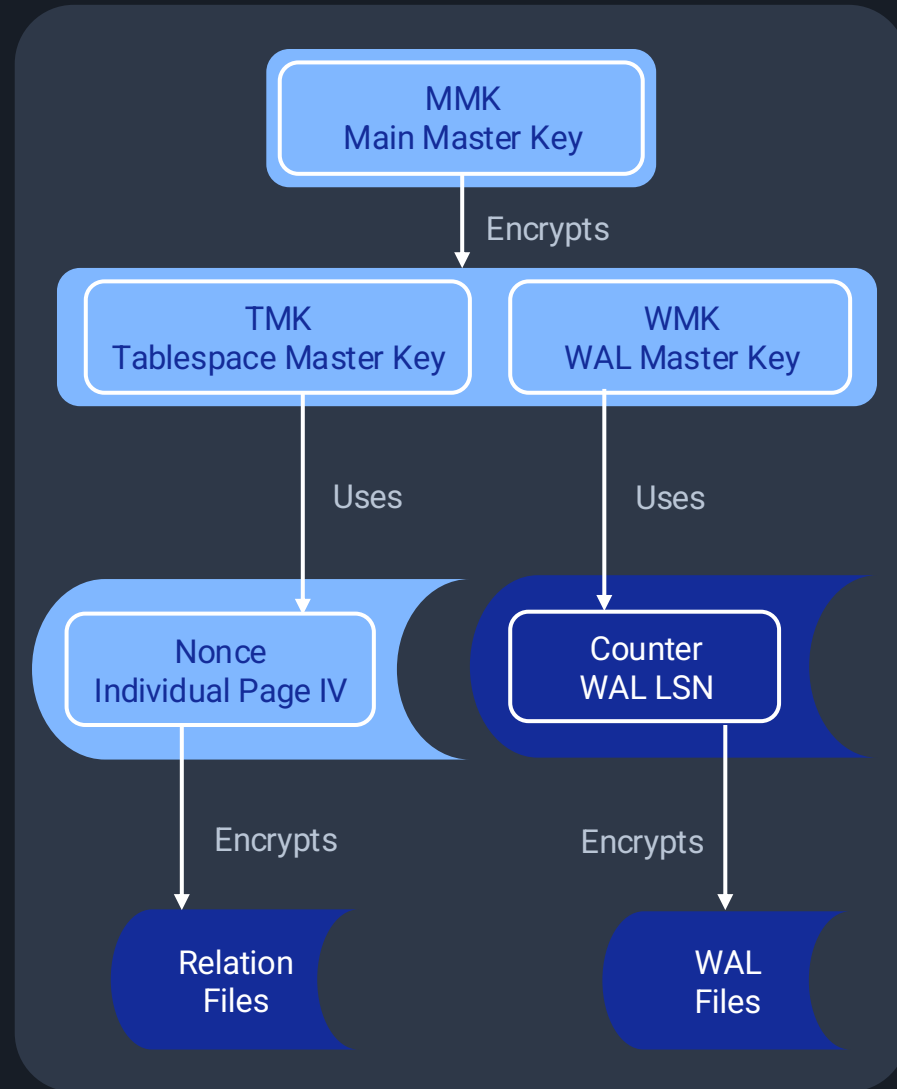 MMK
Main Master Key
Encrypts
TMK
Tablespace Master Key
WMK
WAL Master Key
Uses
Uses
Nonce
Individual Page IV
Counter
WAL LSN
Encrypts
Encrypts
Relation
Files
WAL
Files